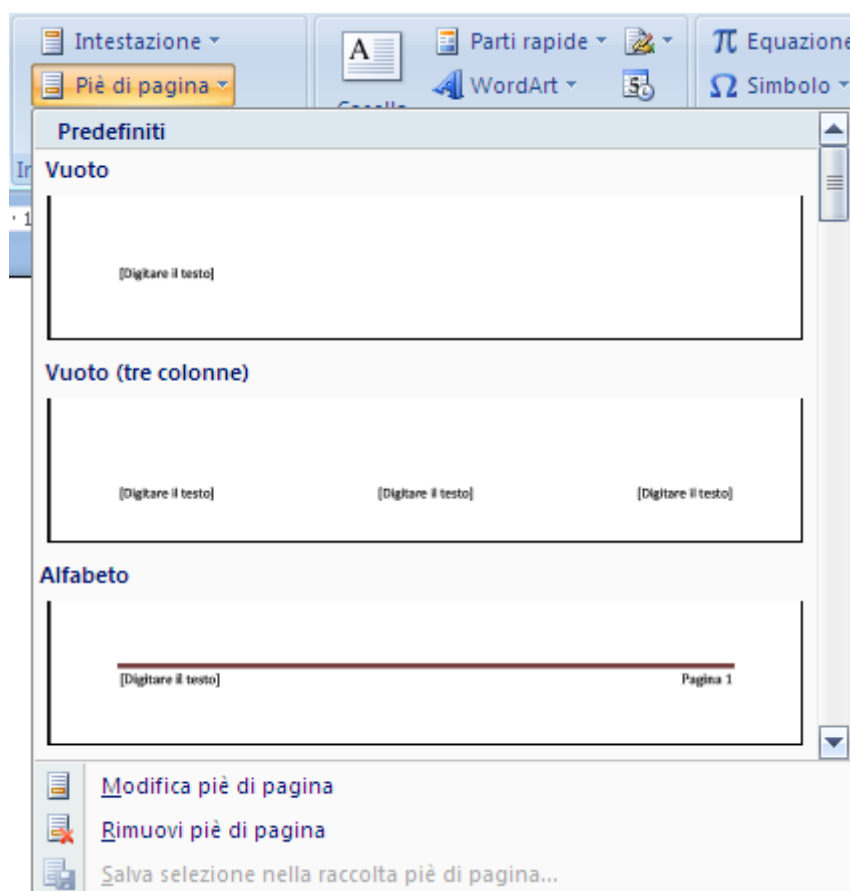 Intestazione
Parti rapide
Equazione
Piè di pagina
WordArt
Simbolo
Predefiniti
Vuoto
[Digitare il testo]
Vuoto (tre colonne)
[Digitare il testo] [Digitare il testo] [Digitare il testo]
Alfabeto
[Digitare il testo] Pagina 1
Modifica piè di pagina
Rimuovi piè di pagina
Salva selezione nella raccolta piè di pagina...